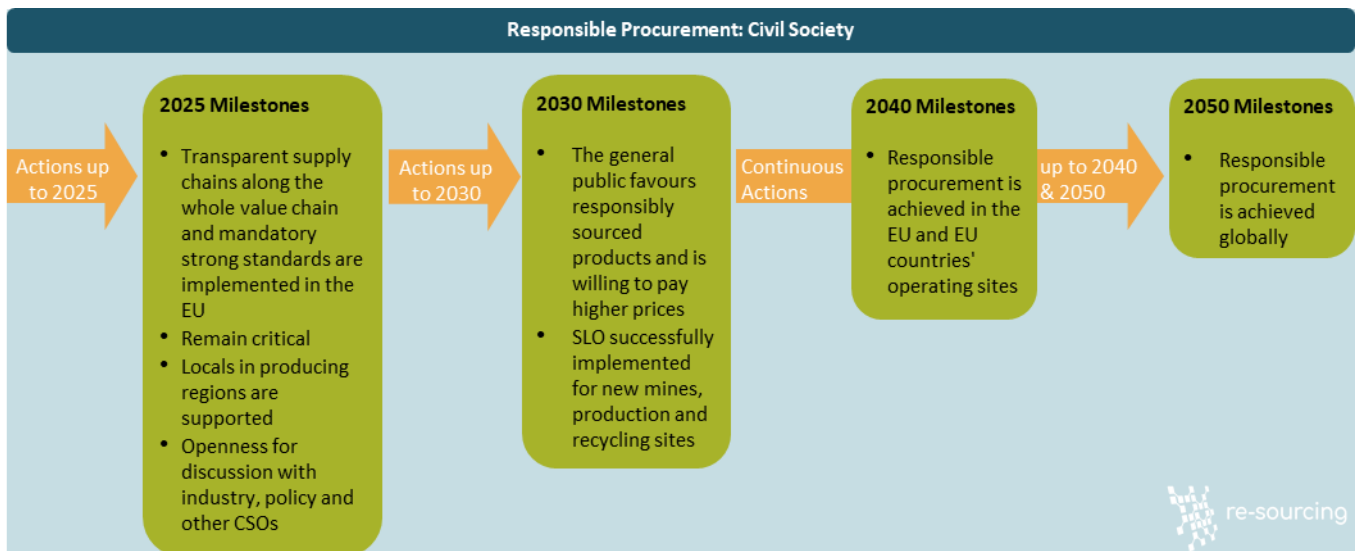 Responsible Procurement: Civil Society
Actions up
to 2025
2025 Milestones
• Transparent supply
chains along the
whole value chain
and mandatory
strong standards are
implemented in the
EU
• Remain critical
• Locals in producing
regions are
supported
• Openness for
discussion with
industry, policy and
other CSOs
Actions up
to 2030
2030 Milestones
• The general
public favours
responsibly
sourced
products and is
willing to pay
higher prices
• SLO successfully
implemented
for new mines,
production and
recycling sites
Continuous
Actions
2040 Milestones
• Responsible
procurement is
achieved in the
EU and EU
countries'
operating sites
up to 2040
& 2050
2050 Milestones
• Responsible
procurement
is achieved
globally
re-sourcing